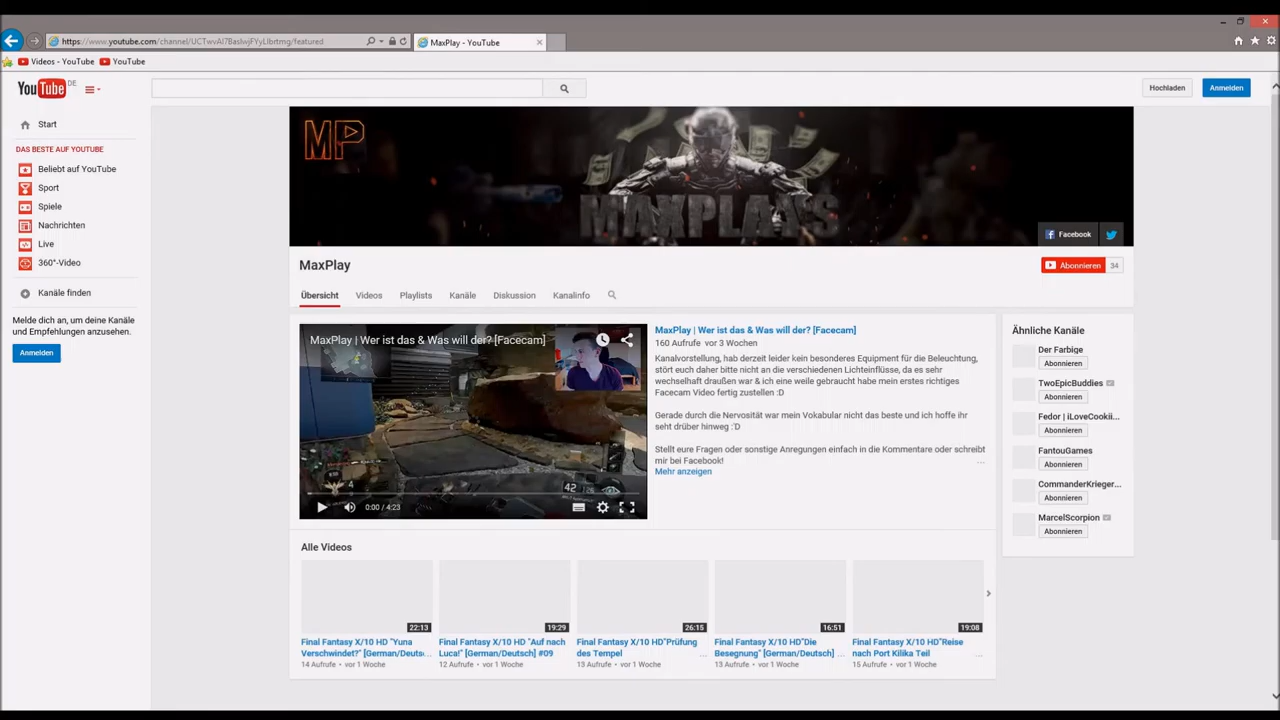 https://www.youtube.com/channel/UCTwvAI7BaslwjFYyLlbrtmg/featured
MaxPlay - YouTube
Videos - YouTube
YouTube
YouTube DE
Hochladen
Anmelden
Start
DAS BESTE AUF YOUTUBE
Beliebt auf YouTube
Sport
Spiele
Nachrichten
Live
360°-Video
Kanäle finden
Melde dich an, um deine Kanäle
und Empfehlungen anzusehen.
Anmelden
MP
Facebook
MaxPlay
Abonnieren 34
Übersicht
Videos
Playlists
Kanäle
Diskussion
Kanalinfo
MaxPlay | Wer ist das & Was will der? [Facecam]
4
42
0:00 / 4:23
MaxPlay | Wer ist das & Was will der? [Facecam]
160 Aufrufe vor 3 Wochen
Kanalvorstellung, hab derzeit leider kein besonderes Equipment für die Beleuchtung,
stört euch daher bitte nicht an die verschiedenen Lichteinflüsse, da es sehr
wechselhaft draußen war & ich eine weile gebraucht habe mein erstes richtiges
Facecam Video fertig zustellen :D
Gerade durch die Nervosität war mein Vokabular nicht das beste und ich hoffe ihr
seht drüber hinweg :'D
Stellt eure Fragen oder sonstige Anregungen einfach in die Kommentare oder schreibt
mir bei Facebook!
...
Mehr anzeigen
Ähnliche Kanäle
Der Farbige
Abonnieren
TwoEpicBuddies
Abonnieren
Fedor | iLoveCookii...
Abonnieren
FantouGames
Abonnieren
CommanderKrieger...
Abonnieren
MarcelScorpion
Abonnieren
Alle Videos
22:13
Final Fantasy X/10 HD "Yuna
Verschwindet?" [German/Deuts...
14 Aufrufe • vor 1 Woche
19:29
Final Fantasy X/10 HD "Auf nach
Luca!" [German/Deutsch] #09
12 Aufrufe • vor 1 Woche
26:15
Final Fantasy X/10 HD"Prüfung
des Tempel ...
13 Aufrufe • vor 1 Woche
16:51
Final Fantasy X/10 HD"Die
Besegnung" [German/Deutsch] ...
13 Aufrufe • vor 1 Woche
19:08
Final Fantasy X/10 HD"Reise
nach Port Kilika Teil ...
15 Aufrufe • vor 1 Woche